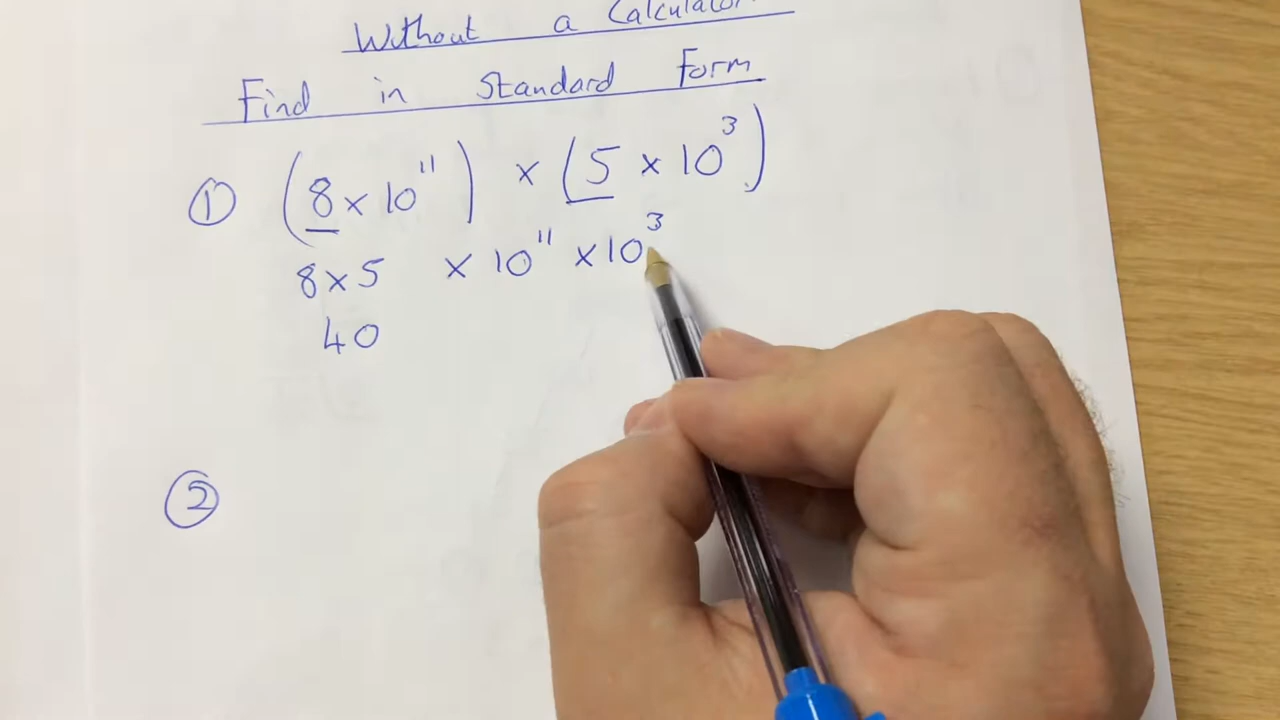 Without a Calculator
Find in Standard Form
① (8 × 10¹¹) × (5 × 10³)
8 × 5 × 10¹¹ × 10³
40
②